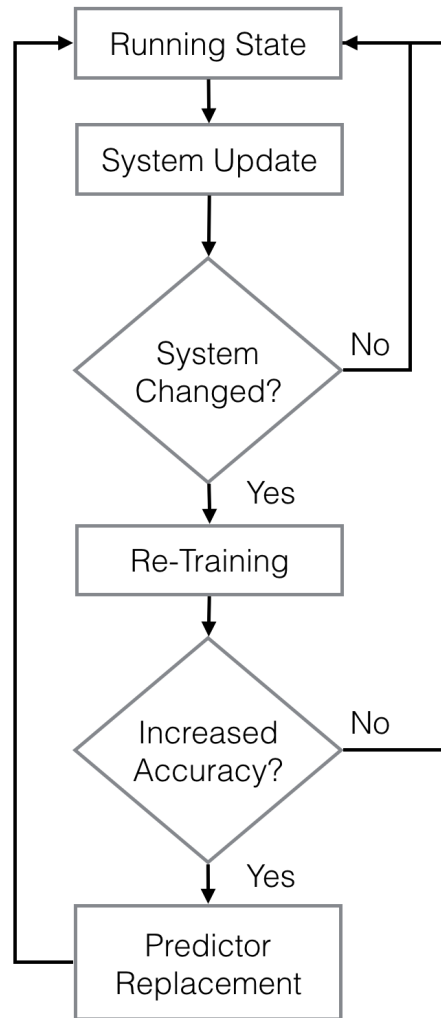 Running State
System Update
System
Changed?
No
Yes
Re-Training
Increased
Accuracy?
No
Yes
Predictor
Replacement